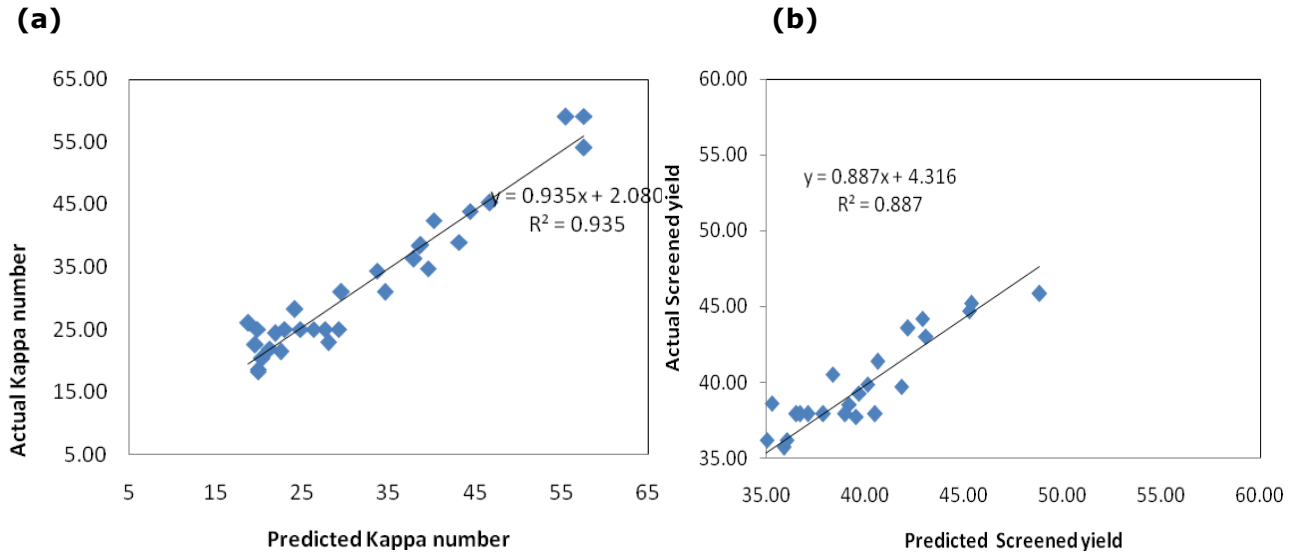 (a)
65.00
55.00
45.00
35.00
25.00
15.00
5.00
Actual Kappa number
y = 0.935x + 2.080
R² = 0.935
5 15 25 35 45 55 65
Predicted Kappa number
(b)
60.00
55.00
50.00
45.00
40.00
35.00
Actual Screened yield
y = 0.887x + 4.316
R² = 0.887
35.00 40.00 45.00 50.00 55.00 60.00
Predicted Screened yield